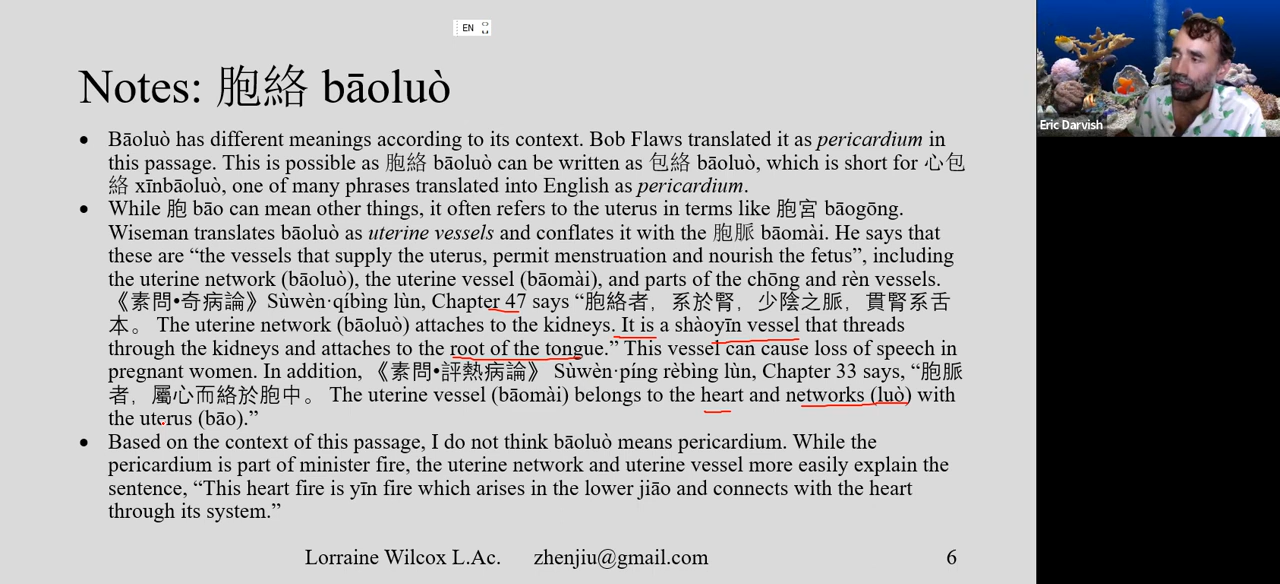 EN
Notes: 胞絡 bāoluò
• Bāoluò has different meanings according to its context. Bob Flaws translated it as pericardium in
this passage. This is possible as 胞絡 bāoluò can be written as 包絡 bāoluò, which is short for 心包
絡 xīnbāoluò, one of many phrases translated into English as pericardium.
• While 胞 bāo can mean other things, it often refers to the uterus in terms like 胞宮 bāogōng.
Wiseman translates bāoluò as uterine vessels and conflates it with the 胞脈 bāomài. He says that
these are “the vessels that supply the uterus, permit menstruation and nourish the fetus”, including
the uterine network (bāoluò), the uterine vessel (bāomài), and parts of the chōng and rèn vessels.
《素問•奇病論》Sùwèn·qíbìng lùn, Chapter 47 says “胞絡者，系於腎，少陰之脈，貫腎系舌
本。 The uterine network (bāoluò) attaches to the kidneys. It is a shàoyīn vessel that threads
through the kidneys and attaches to the root of the tongue.” This vessel can cause loss of speech in
pregnant women. In addition, 《素問•評熱病論》 Sùwèn·píng rèbìng lùn, Chapter 33 says, “胞脈
者，屬心而絡於胞中。 The uterine vessel (bāomài) belongs to the heart and networks (luò) with
the uterus (bāo).”
• Based on the context of this passage, I do not think bāoluò means pericardium. While the
pericardium is part of minister fire, the uterine network and uterine vessel more easily explain the
sentence, “This heart fire is yīn fire which arises in the lower jiāo and connects with the heart
through its system.”
Lorraine Wilcox L.Ac. zhenjiu@gmail.com 6
Eric Darvish